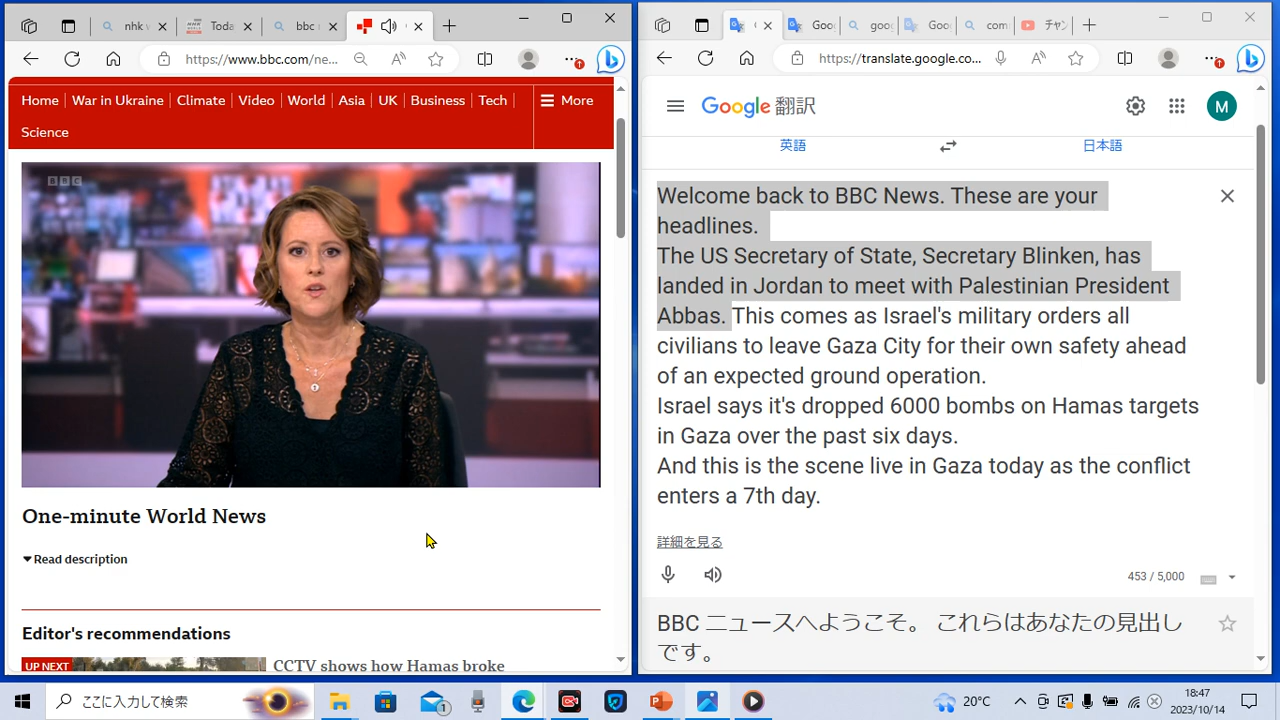 nhk w
Toda
bbc
https://www.bbc.com/ne...
Home War in Ukraine Climate Video World Asia UK Business Tech More
Science
BBC
One-minute World News
Read description
Editor's recommendations
UP NEXT
CCTV shows how Hamas broke
Goo
goo
Goo
com
チャン
https://translate.google.co...
Google 翻訳
M
英語
日本語
Welcome back to BBC News. These are your
headlines.
The US Secretary of State, Secretary Blinken, has
landed in Jordan to meet with Palestinian President
Abbas. This comes as Israel's military orders all
civilians to leave Gaza City for their own safety ahead
of an expected ground operation.
Israel says it's dropped 6000 bombs on Hamas targets
in Gaza over the past six days.
And this is the scene live in Gaza today as the conflict
enters a 7th day.
詳細を見る
453 / 5,000
BBC ニュースへようこそ。 これらはあなたの見出し
です。
ここに入力して検索
1
20°C
18:47
2023/10/14